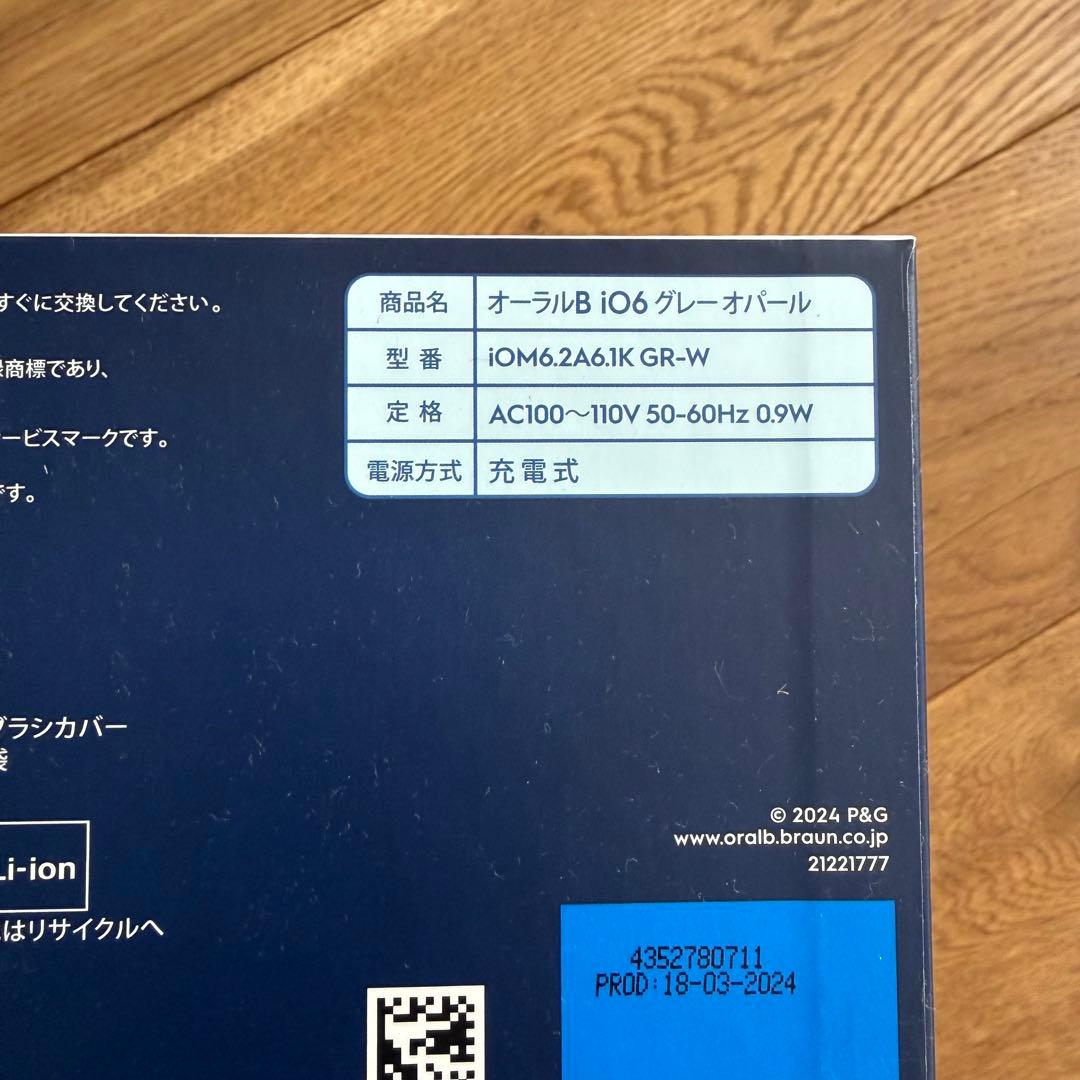 すぐに交換してください。
商標であり、
ービスマークです。
です。
商品名 オーラルB iO6 グレーオパール
型番 iOM6.2A6.1K GR-W
定格 AC100〜110V 50-60Hz 0.9W
電源方式 充電式
ブラシカバー
袋
Li-ion
はリサイクルへ
© 2024 P&G
www.oralb.braun.co.jp
21221777
4352780711
PROD:18-03-2024